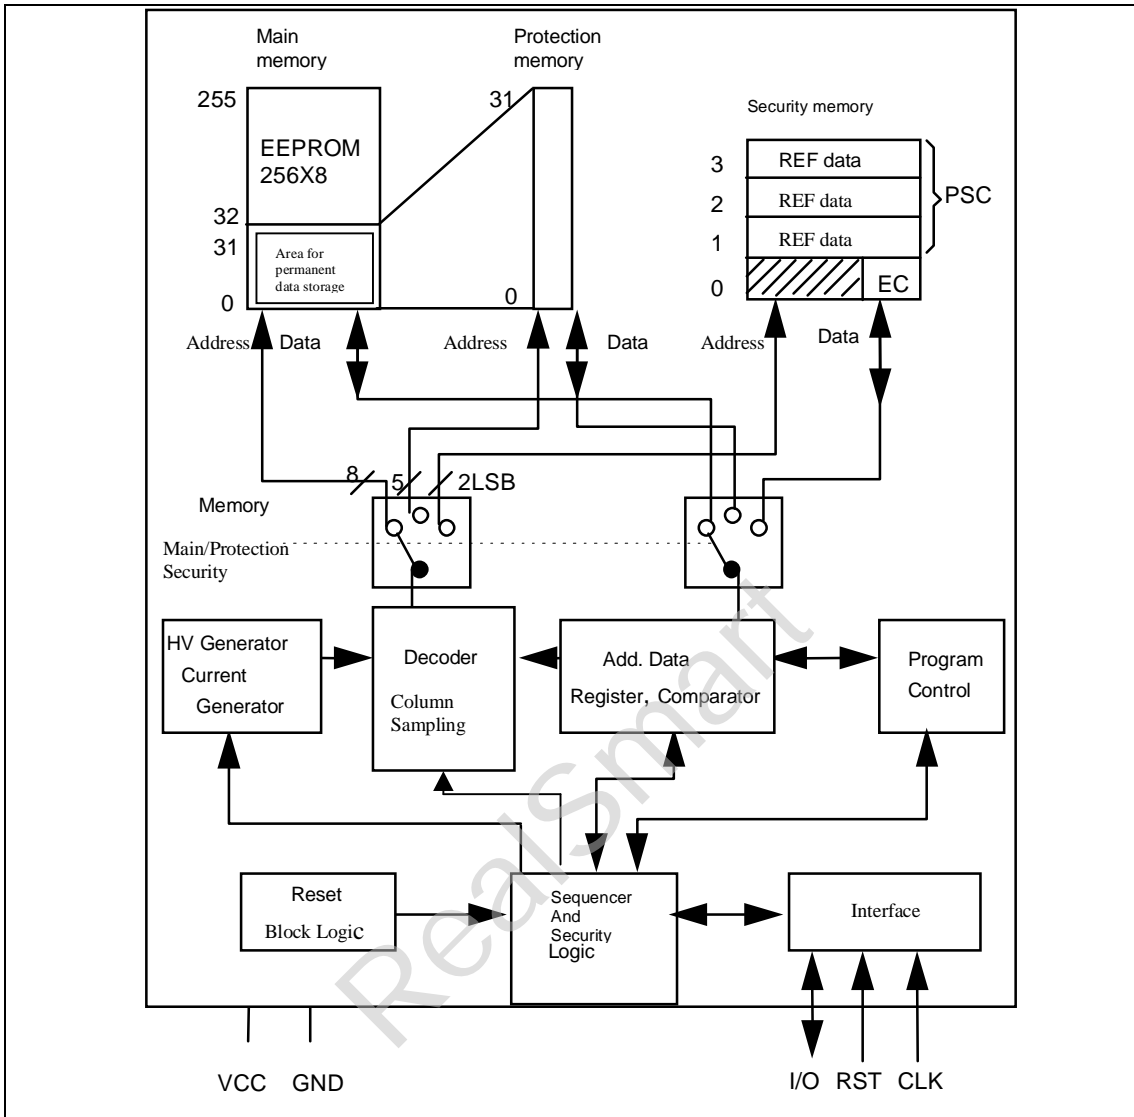 Main
memory
Protection
memory
Security memory
255
31
EEPROM
256X8
32
31
0
Area for
permanent
data storage
0
3
REF data
2
REF data
1
REF data
0
EC
PSC
Address
Data
Address
Data
Address
Data
8
5
2LSB
Memory
Main/Protection
Security
HV Generator
Current
Generator
Decoder
Column
Sampling
Add. Data
Register, Comparator
Program
Control
Reset
Block Logic
Sequencer
And
Security
Logic
Interface
VCC
GND
I/O
RST
CLK
RealSmart